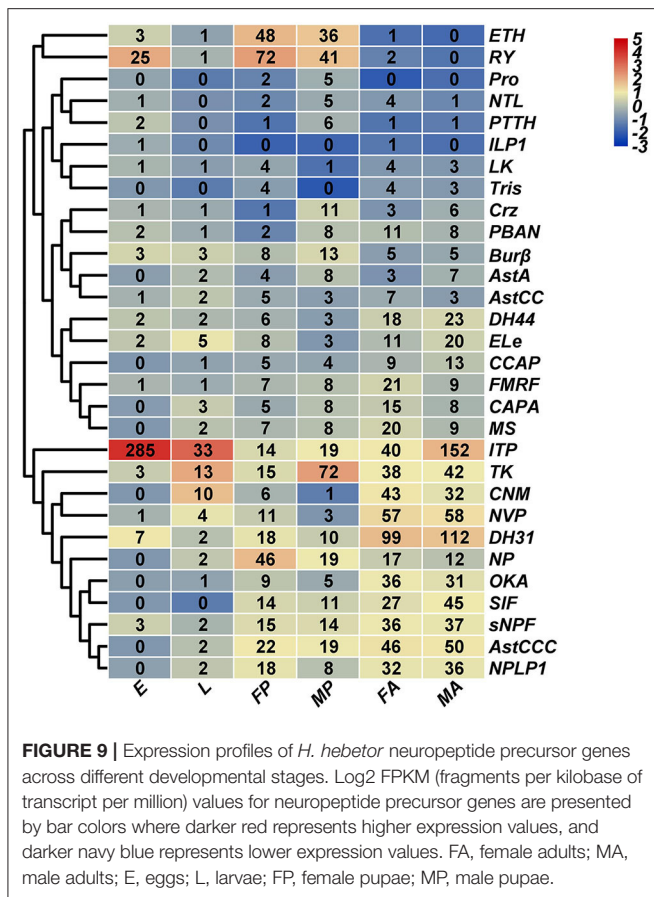 3 1 48 36 1 0 ETH
25 1 72 41 2 0 RY
0 0 2 5 0 0 Pro
1 0 2 5 4 1 NTL
2 0 1 6 1 1 PTTH
1 0 0 0 1 0 ILP1
1 1 4 1 4 3 LK
0 0 4 0 4 3 Tris
1 1 1 11 3 6 Crz
2 1 2 8 11 8 PBAN
3 3 8 13 5 5 Burβ
0 2 4 8 3 7 AstA
1 2 5 3 7 3 AstCC
2 2 6 3 18 23 DH44
2 5 8 3 11 20 ELe
0 1 5 4 9 13 CCAP
1 1 7 8 21 9 FMRF
0 3 5 8 15 8 CAPA
0 2 7 8 20 9 MS
285 33 14 19 40 152 ITP
3 13 15 72 38 42 TK
0 10 6 1 43 32 CNM
1 4 11 3 57 58 NVP
7 2 18 10 99 112 DH31
0 2 46 19 17 12 NP
0 1 9 5 36 31 OKA
0 0 14 11 27 45 SIF
3 2 15 14 36 37 sNPF
0 2 22 19 46 50 AstCCC
0 2 18 8 32 36 NPLP1
E L FP MP FA MA
5
4
3
2
1
0
-1
-2
-3
FIGURE 9 | Expression profiles of H. hebetor neuropeptide precursor genes
across different developmental stages. Log2 FPKM (fragments per kilobase of
transcript per million) values for neuropeptide precursor genes are presented
by bar colors where darker red represents higher expression values, and
darker navy blue represents lower expression values. FA, female adults; MA,
male adults; E, eggs; L, larvae; FP, female pupae; MP, male pupae.